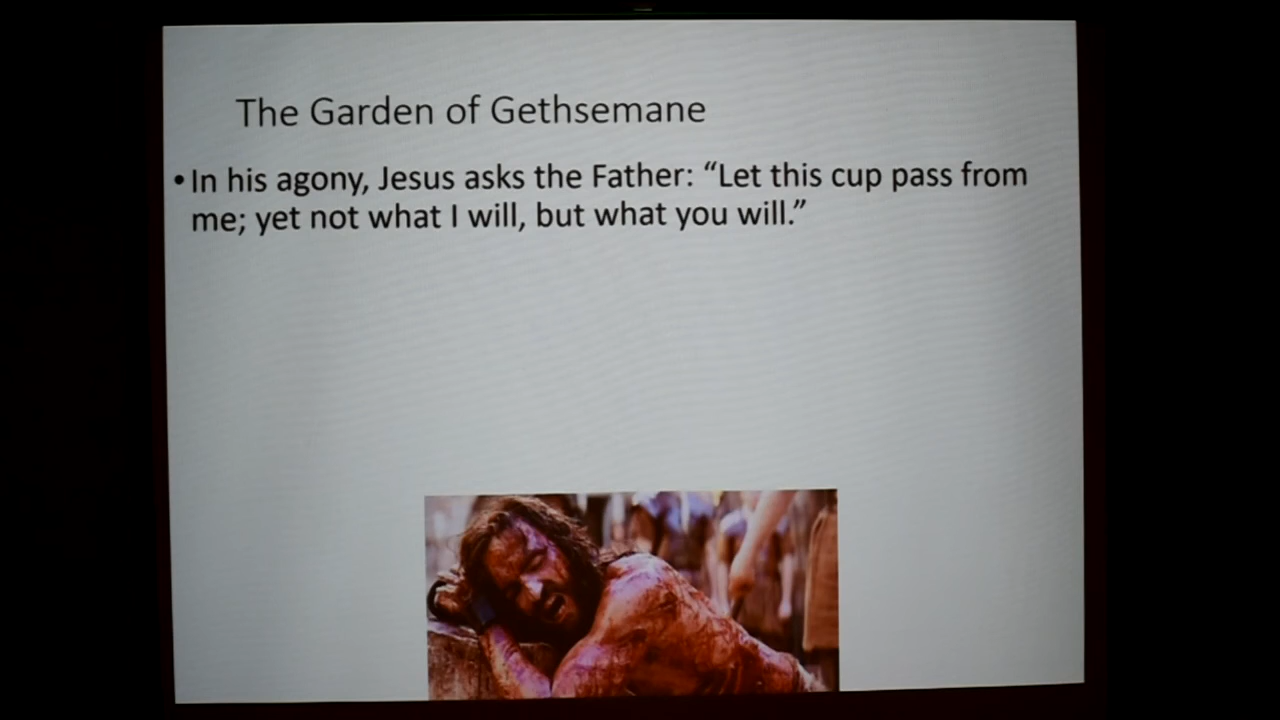 The Garden of Gethsemane
• In his agony, Jesus asks the Father: “Let this cup pass from
me; yet not what I will, but what you will.”